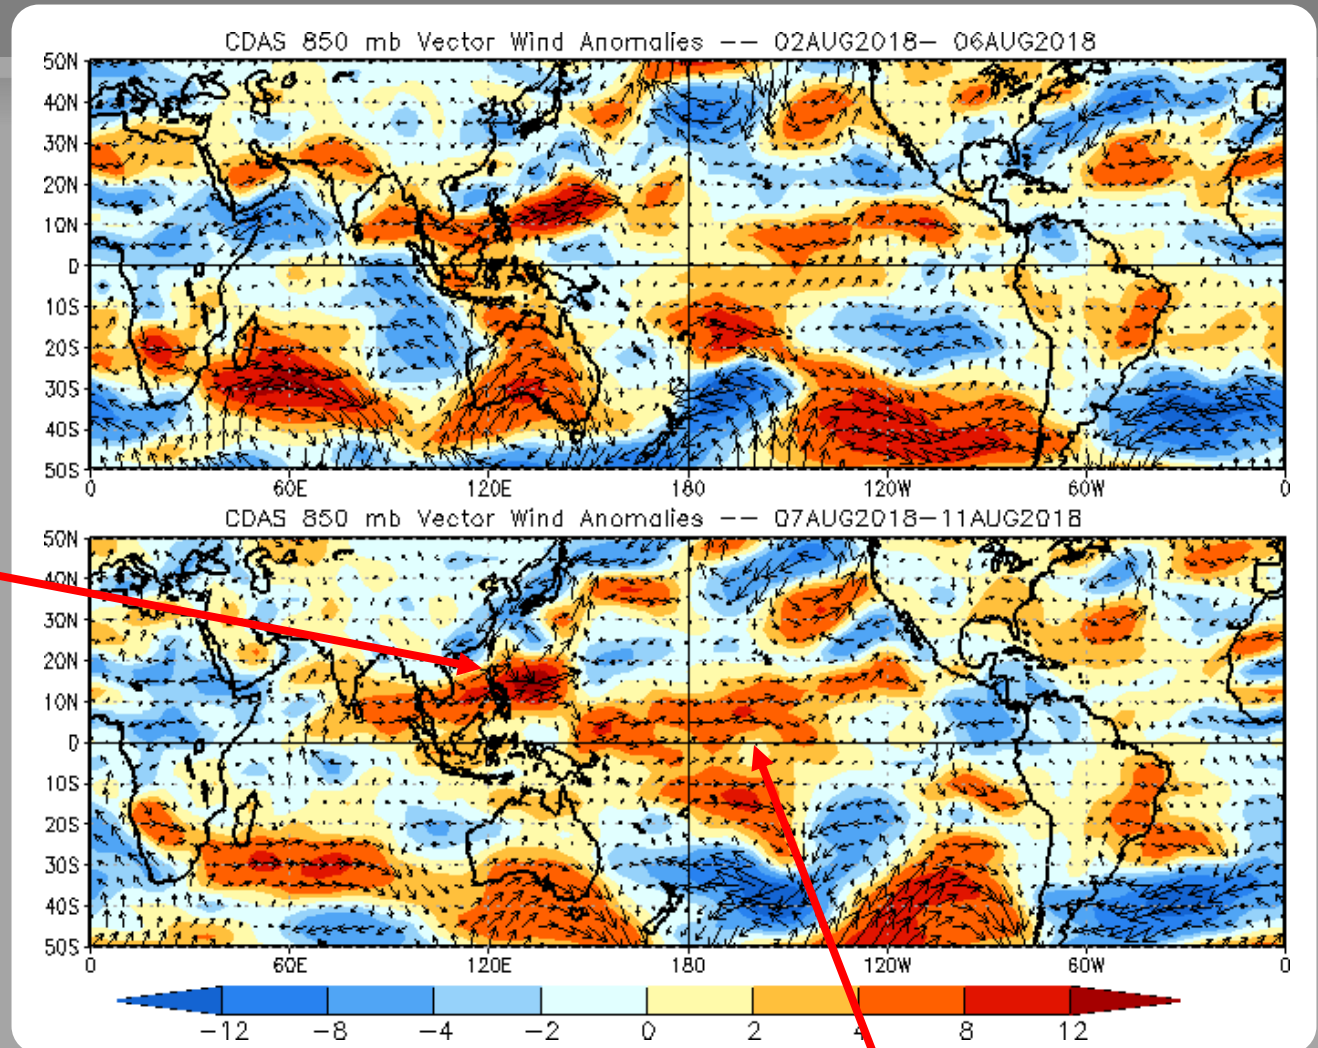 CDAS 850 mb Vector Wind Anomalies -- 02AUG2018- 06AUG2018
50N
40N
30N
20N
10N
0
10S
20S
30S
40S
50S
0 60E 120E 180 120W 60W 0
CDAS 850 mb Vector Wind Anomalies -- 07AUG2018-11AUG2018
50N
40N
30N
20N
10N
0
10S
20S
30S
40S
50S
0 60E 120E 180 120W 60W 0
-12 -8 -4 -2 0 2 4 8 12